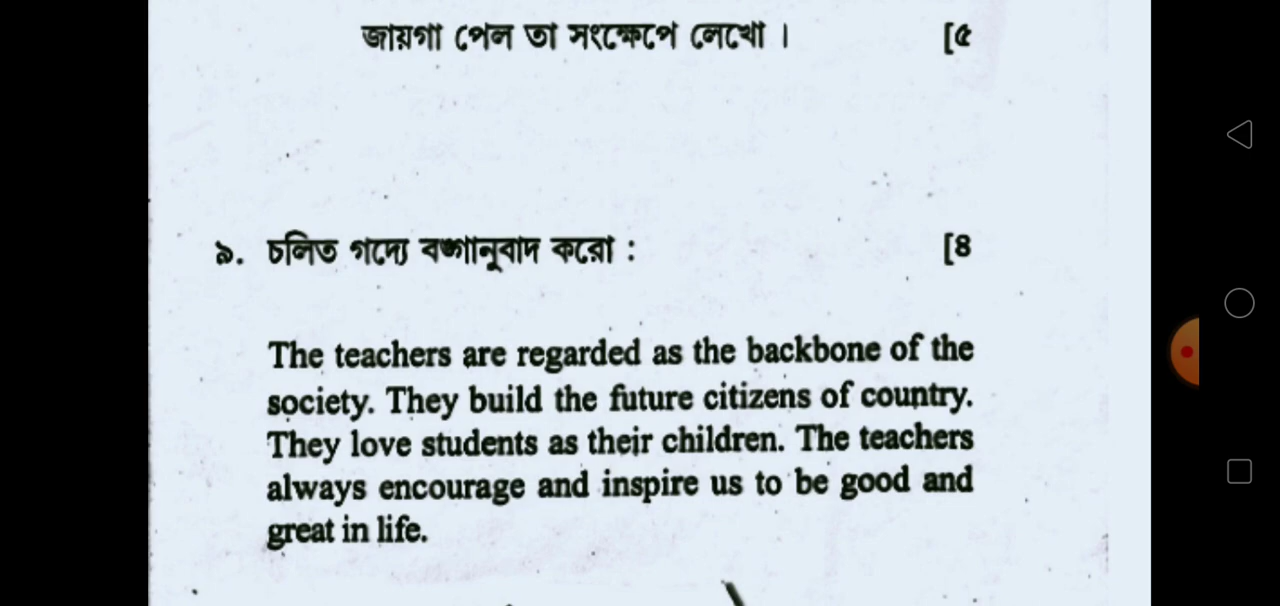 জায়গা পেল তা সংক্ষেপে লেখো । [৫
৯. চলিত গদ্যে বঙ্গানুবাদ করো : [৪
The teachers are regarded as the backbone of the
society. They build the future citizens of country.
They love students as their children. The teachers
always encourage and inspire us to be good and
great in life.